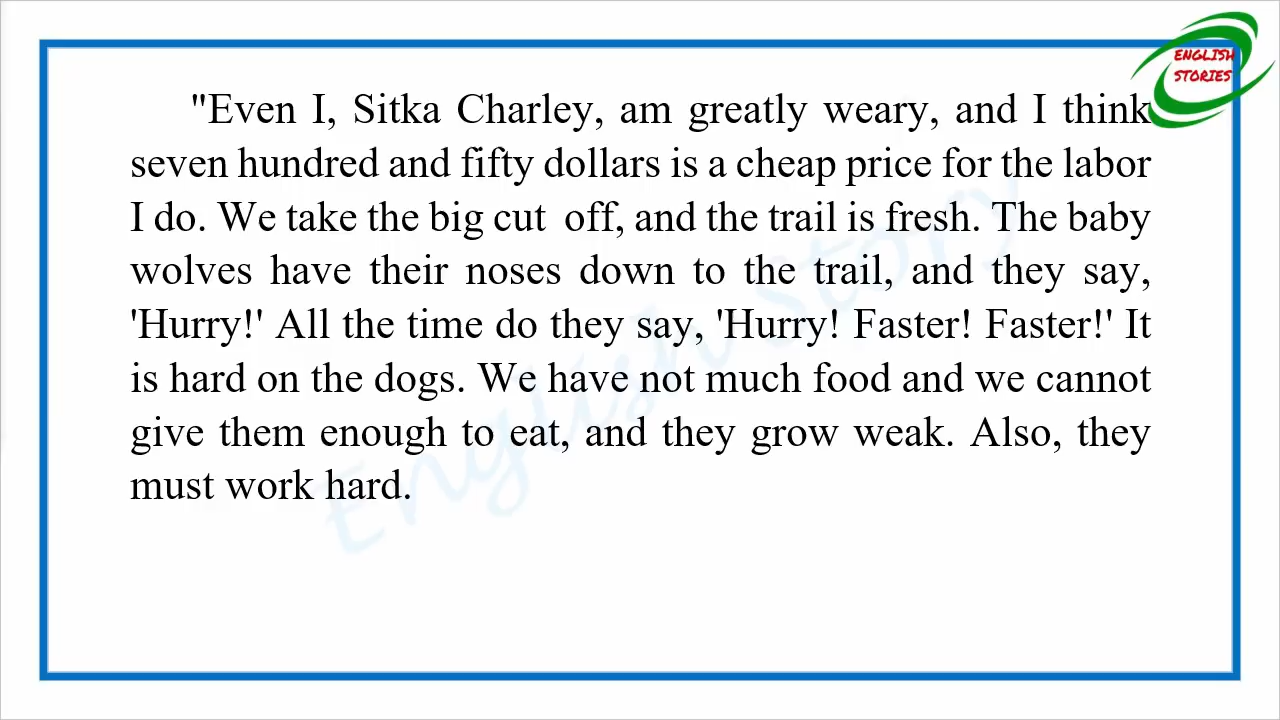 ENGLISH
STORIES
"Even I, Sitka Charley, am greatly weary, and I think
seven hundred and fifty dollars is a cheap price for the labor
I do. We take the big cut  off, and the trail is fresh. The baby
wolves have their noses down to the trail, and they say,
'Hurry!' All the time do they say, 'Hurry! Faster! Faster!' It
is hard on the dogs. We have not much food and we cannot
give them enough to eat, and they grow weak. Also, they
must work hard.
English Story